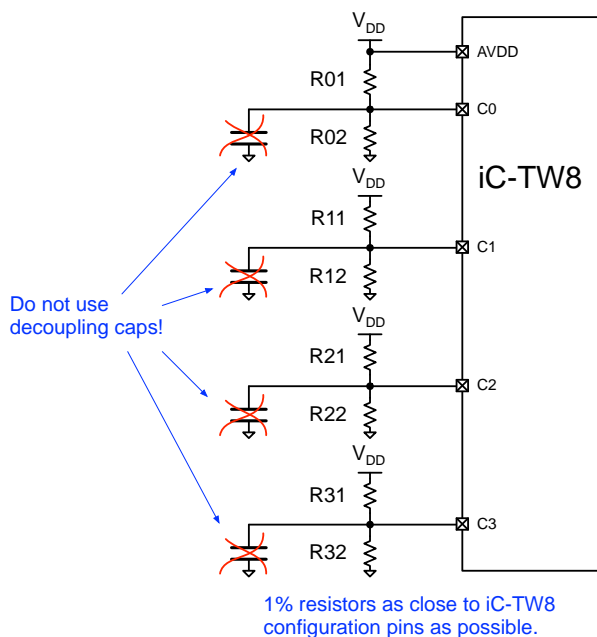 VDD
AVDD
R01
C0
R02
iC-TW8
VDD
R11
C1
R12
Do not use
decoupling caps!
VDD
R21
C2
R22
VDD
R31
C3
R32
1% resistors as close to iC-TW8
configuration pins as possible.